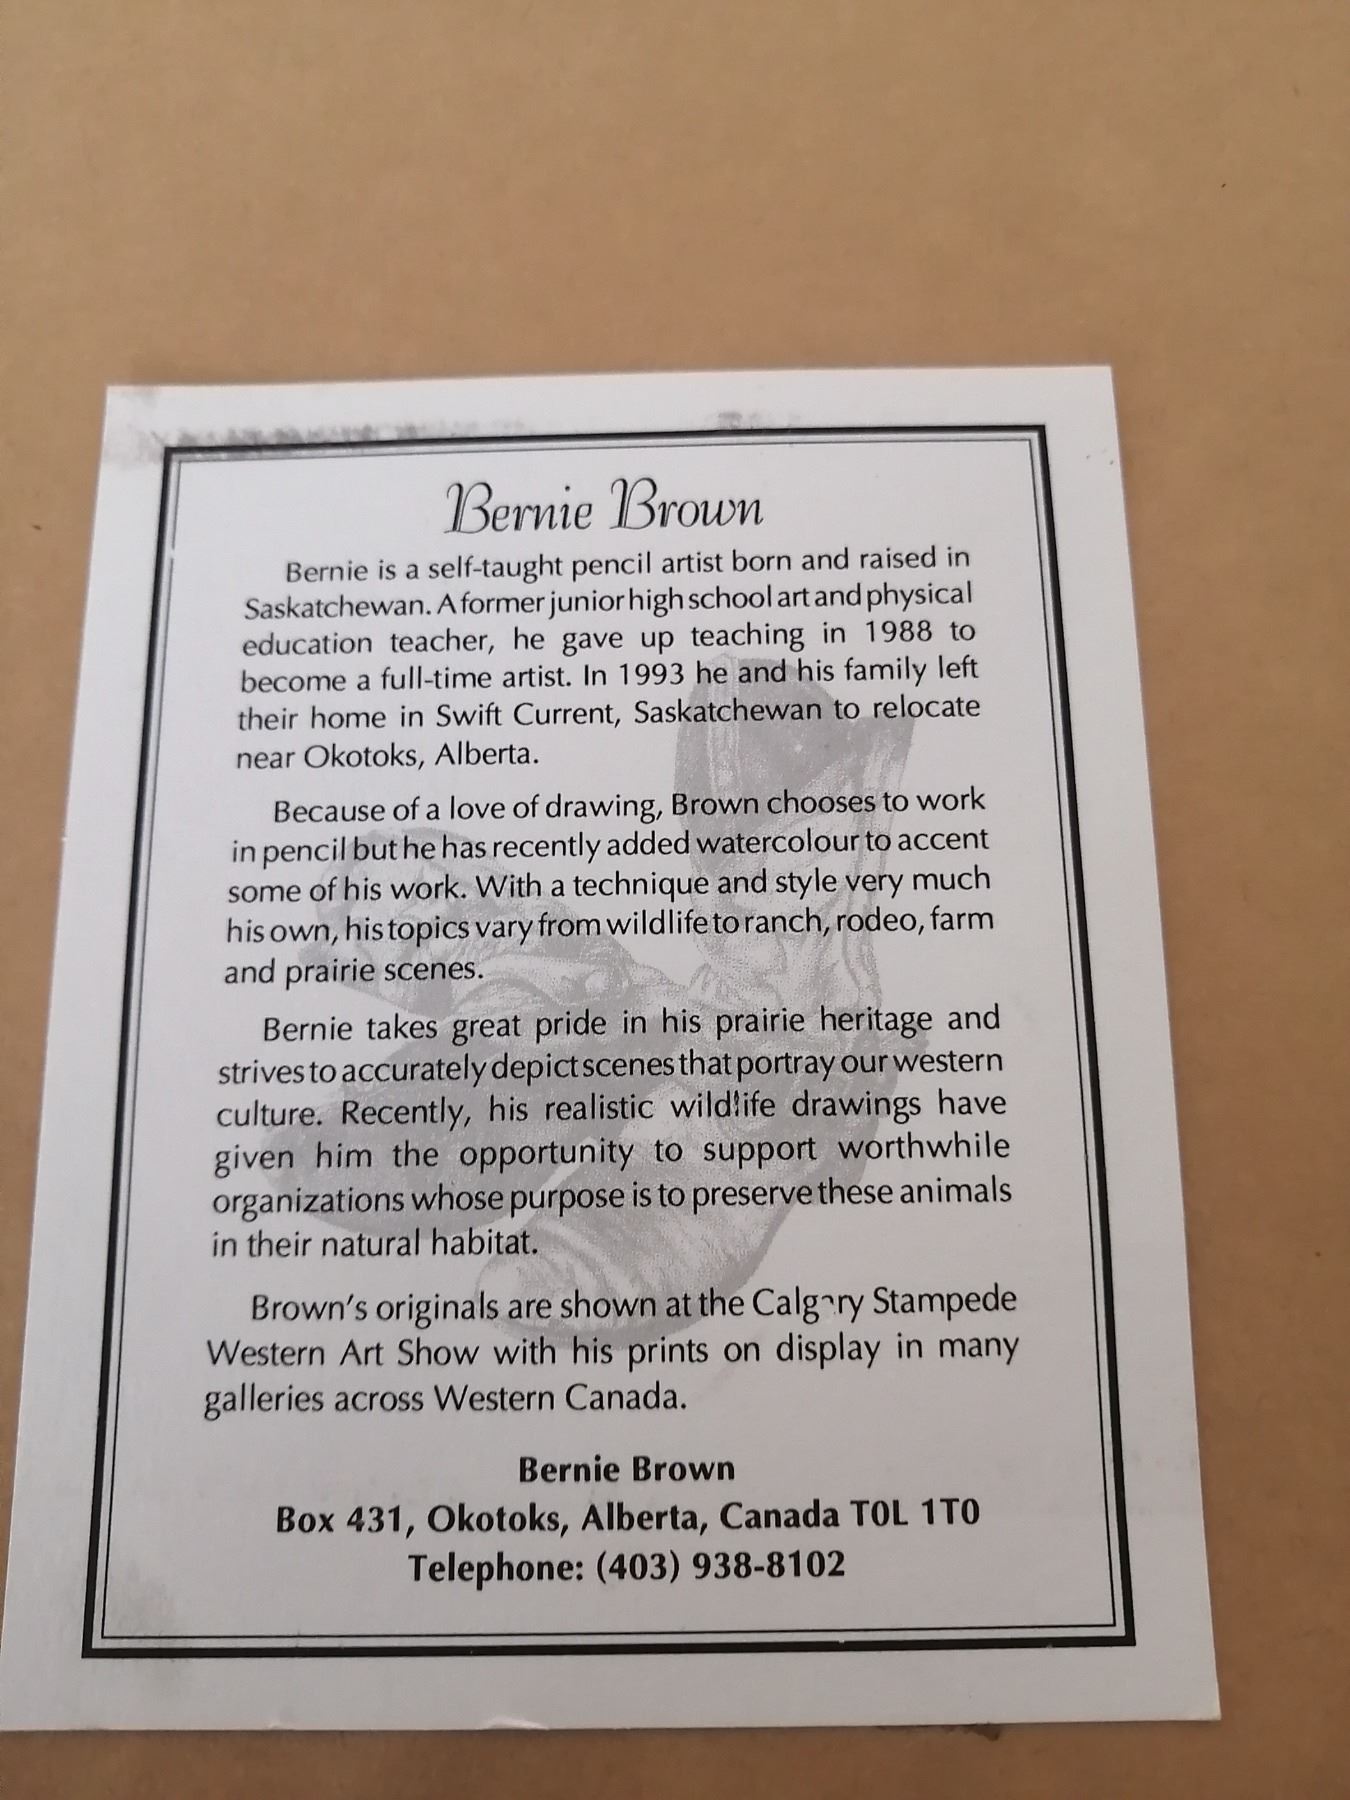 Bernie Brown
Bernie is a self-taught pencil artist born and raised in
Saskatchewan. A former junior high school art and physical
education teacher, he gave up teaching in 1988 to
become a full-time artist. In 1993 he and his family left
their home in Swift Current, Saskatchewan to relocate
near Okotoks, Alberta.
Because of a love of drawing, Brown chooses to work
in pencil but he has recently added watercolour to accent
some of his work. With a technique and style very much
his own, his topics vary from wildlife to ranch, rodeo, farm
and prairie scenes.
Bernie takes great pride in his prairie heritage and
strives to accurately depict scenes that portray our western
culture. Recently, his realistic wildlife drawings have
given him the opportunity to support worthwhile
organizations whose purpose is to preserve these animals
in their natural habitat.
Brown's originals are shown at the Calgary Stampede
Western Art Show with his prints on display in many
galleries across Western Canada.
Bernie Brown
Box 431, Okotoks, Alberta, Canada T0L 1T0
Telephone: (403) 938-8102